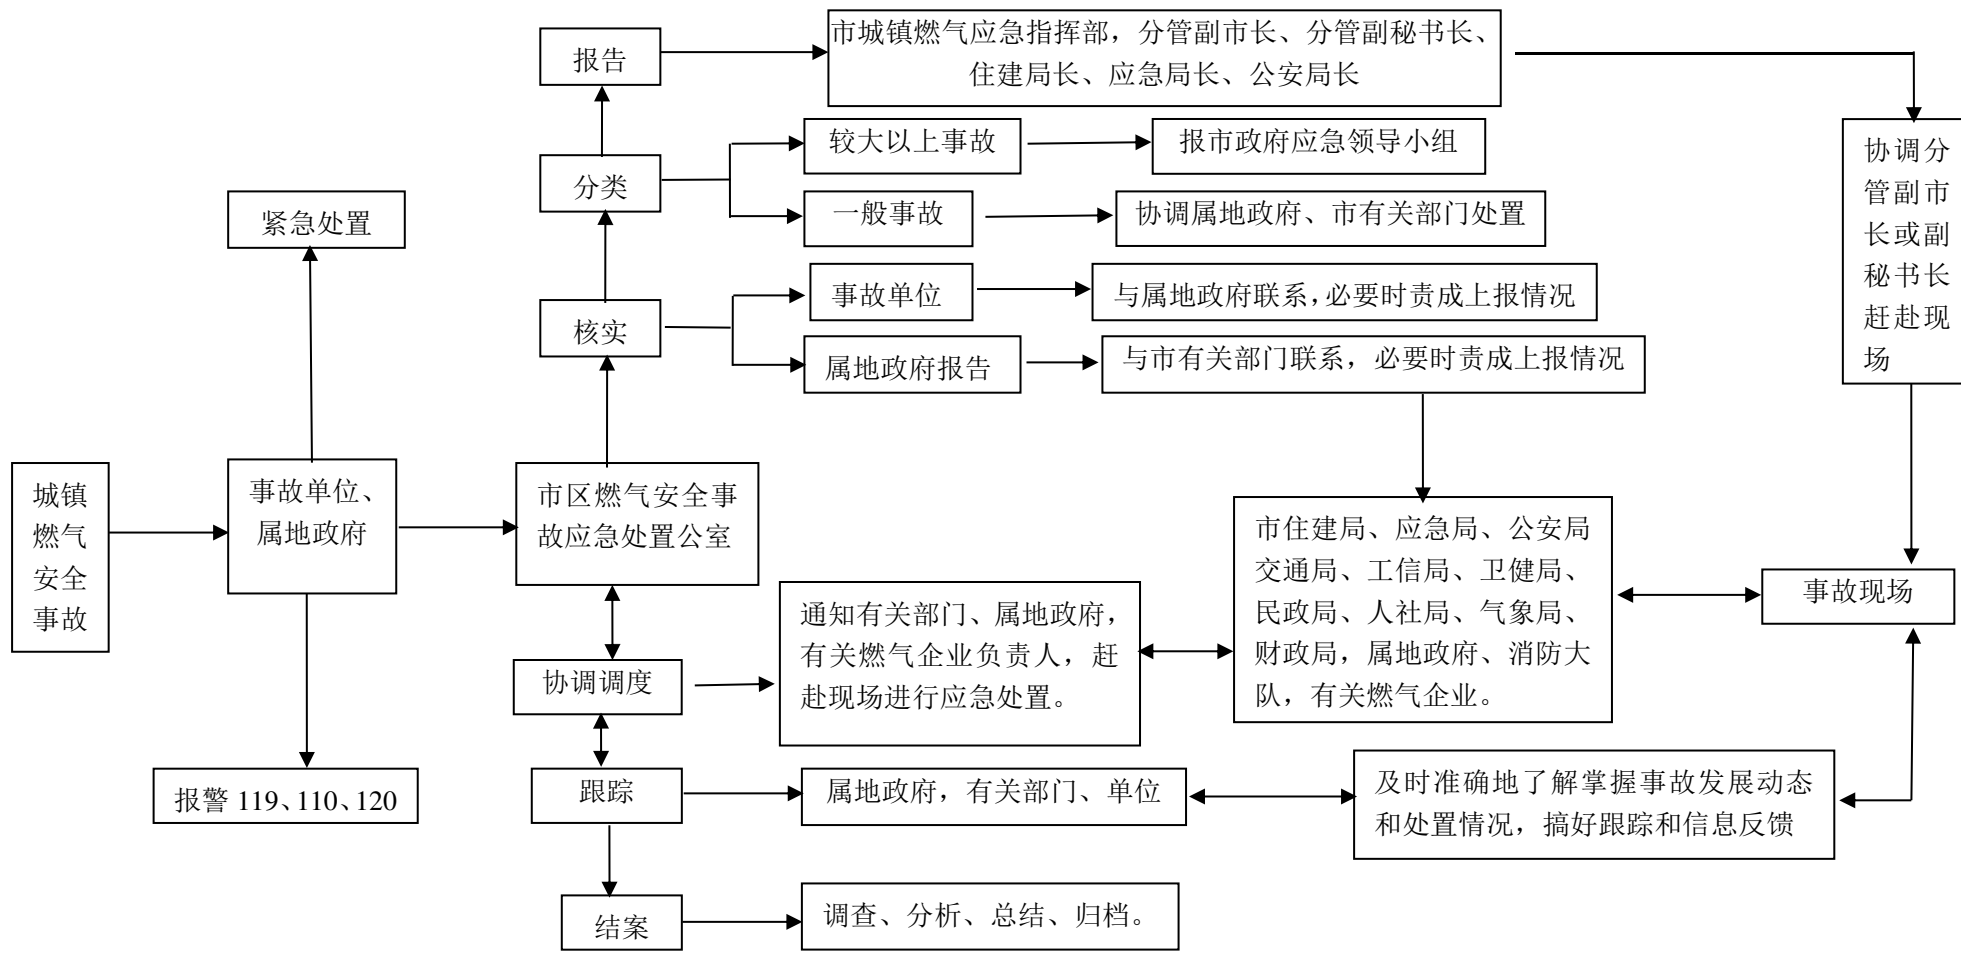 报告
市城镇燃气应急指挥部，分管副市长、分管副秘书长、
住建局长、应急局长、公安局长
分类
较大以上事故
报市政府应急领导小组
一般事故
协调属地政府、市有关部门处置
协调分
管副市
长或副
秘书长
赶赴现
场
紧急处置
核实
事故单位
与属地政府联系，必要时责成上报情况
属地政府报告
与市有关部门联系，必要时责成上报情况
城镇
燃气
安全
事故
事故单位、
属地政府
市区燃气安全事
故应急处置公室
市住建局、应急局、公安局
交通局、工信局、卫健局、
民政局、人社局、气象局、
财政局，属地政府、消防大
队，有关燃气企业。
事故现场
协调调度
通知有关部门、属地政府，
有关燃气企业负责人，赶
赴现场进行应急处置。
报警 119、110、120
跟踪
属地政府，有关部门、单位
及时准确地了解掌握事故发展动态
和处置情况，搞好跟踪和信息反馈
结案
调查、分析、总结、归档。